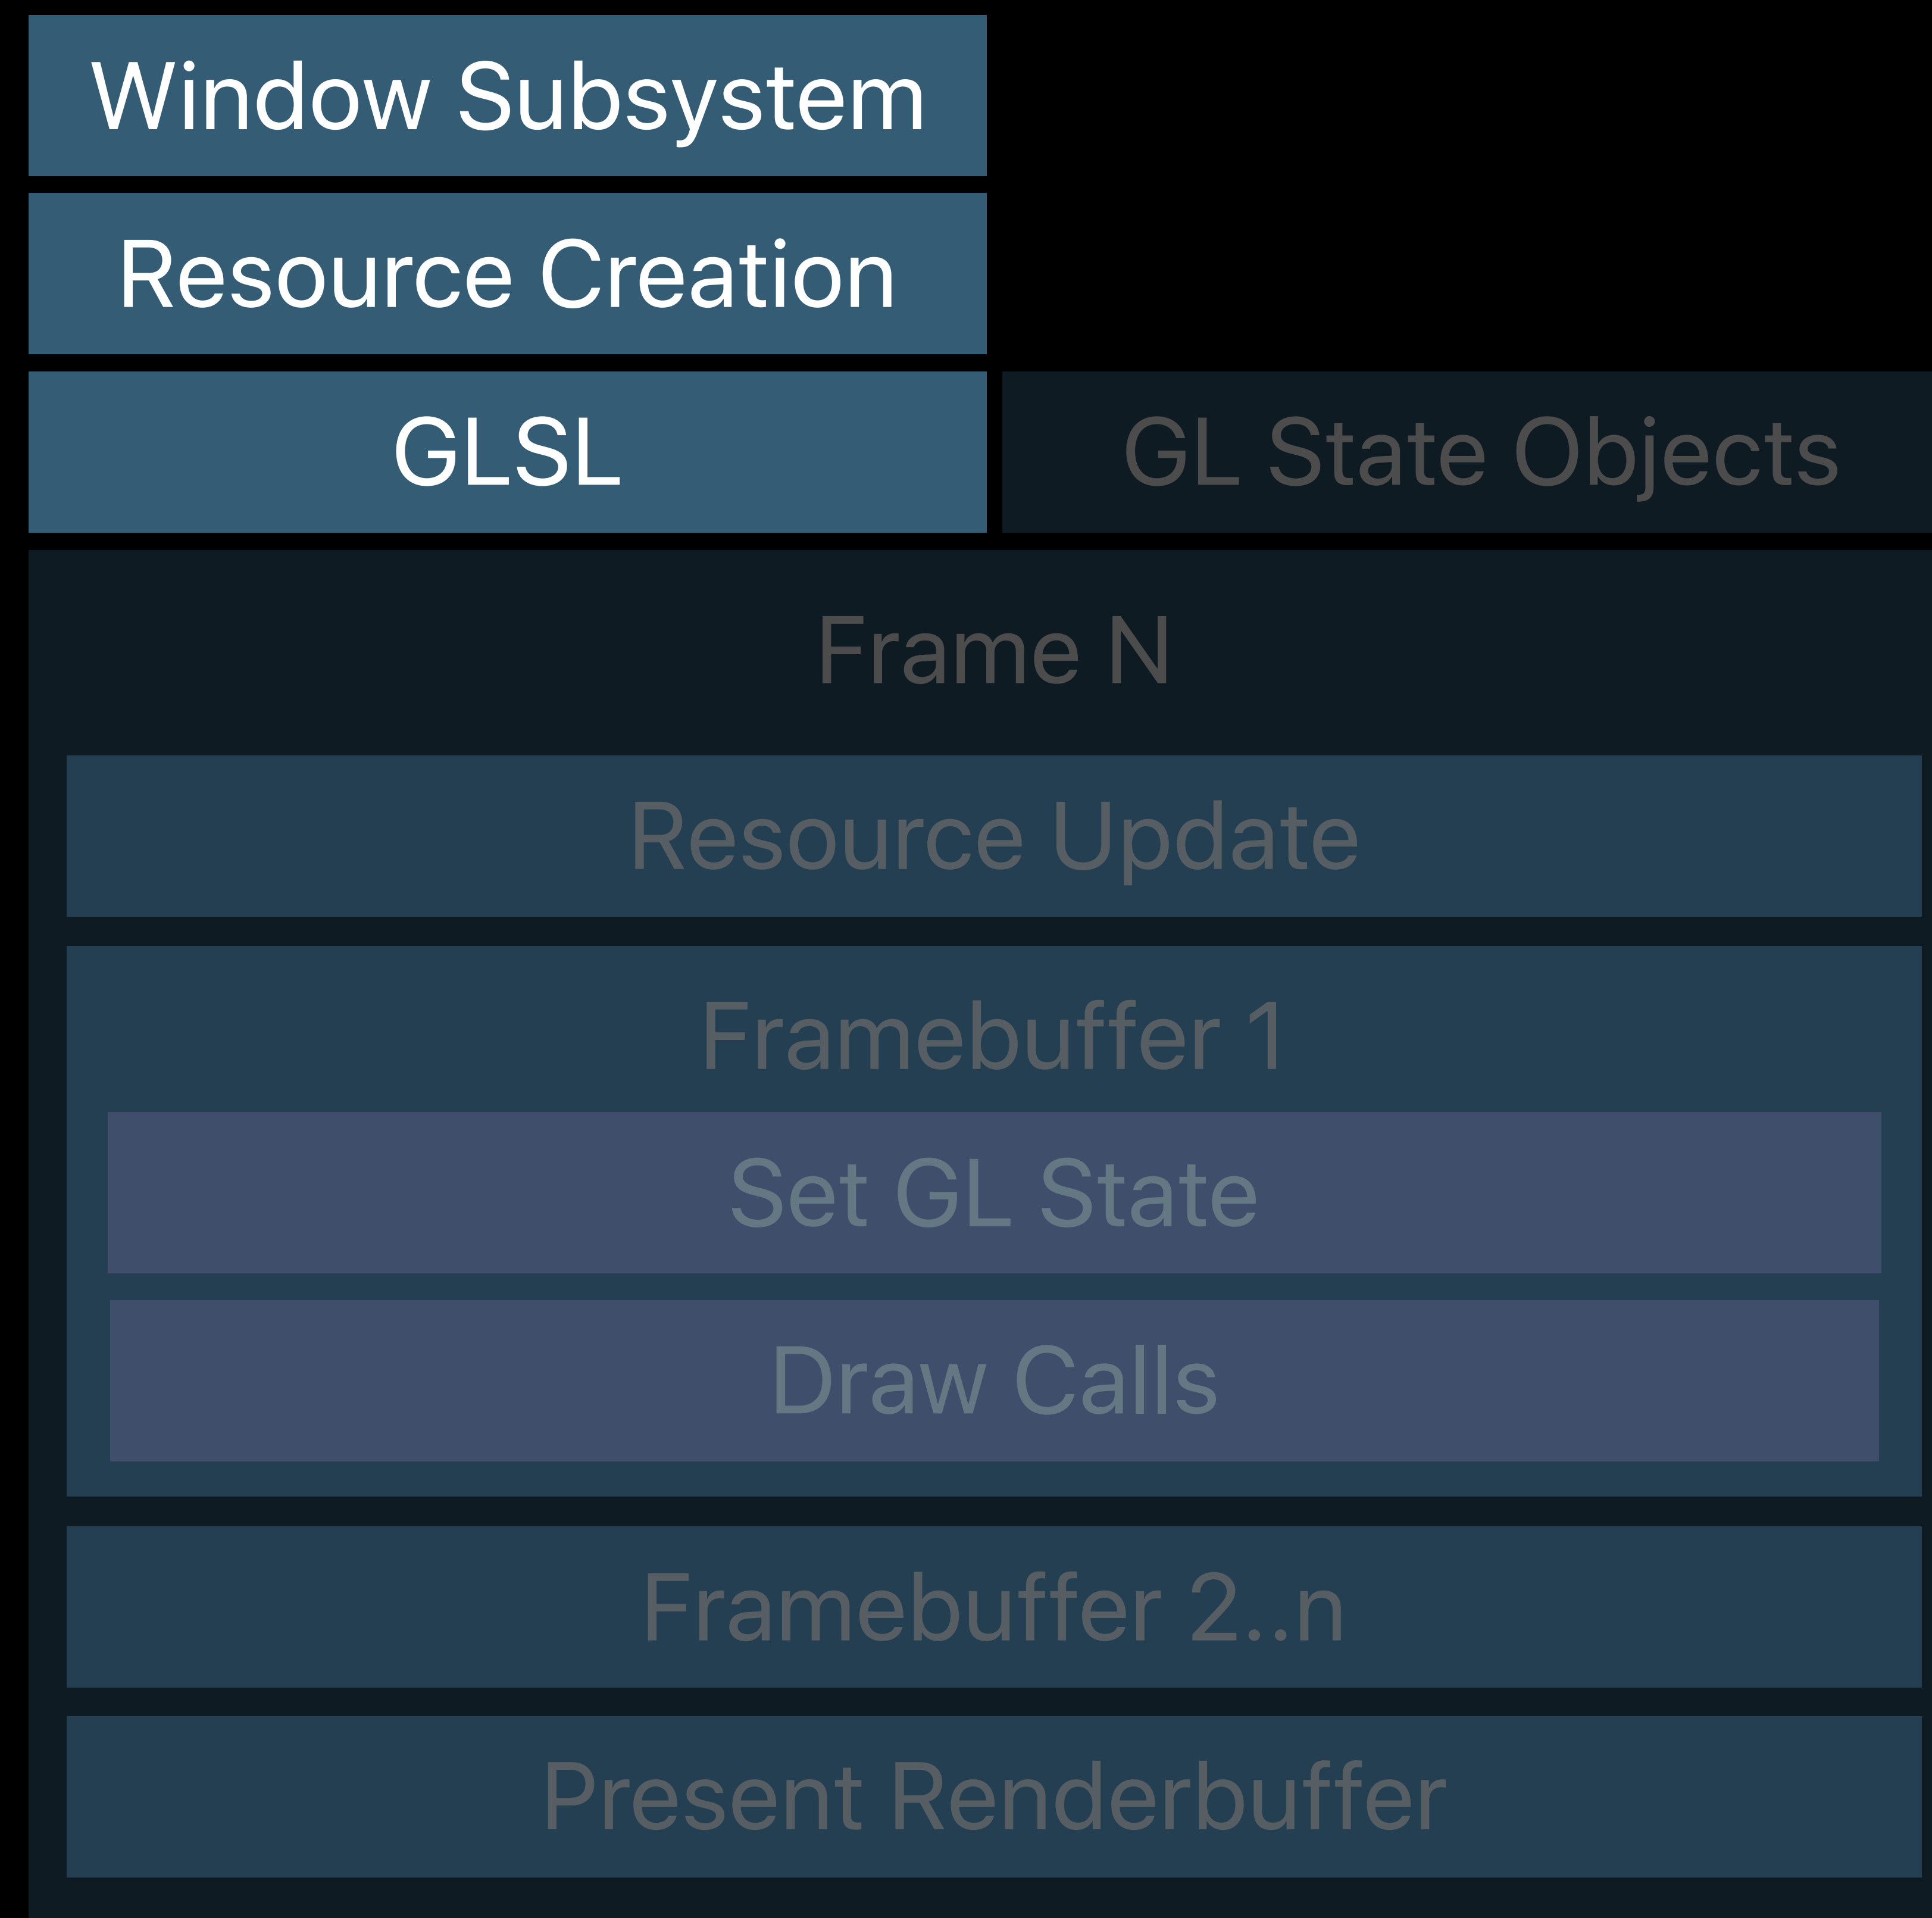 Window Subsystem
Resource Creation
GLSL
GL State Objects
Frame N
Resource Update
Framebuffer 1
Set GL State
Draw Calls
Framebuffer 2..n
Present Renderbuffer